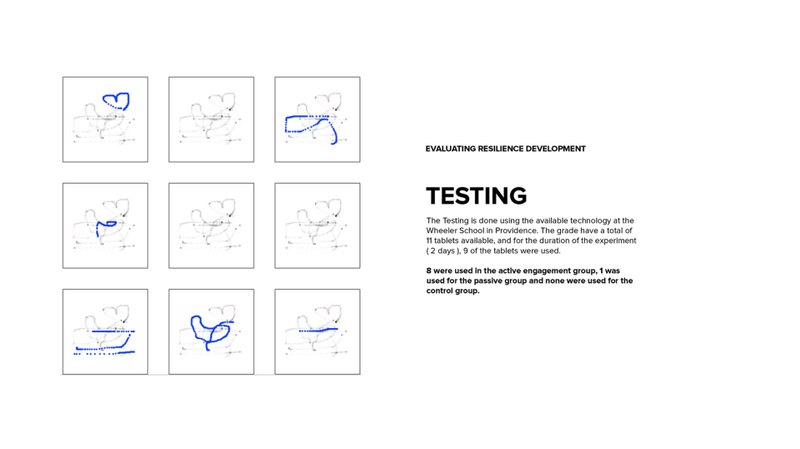 EVALUATING RESILIENCE DEVELOPMENT
TESTING
The Testing is done using the available technology at the
Wheeler School in Providence. The grade have a total of
11 tablets available, and for the duration of the experiment
( 2 days ), 9 of the tablets were used.
8 were used in the active engagement group, 1 was
used for the passive group and none were used for the
control group.